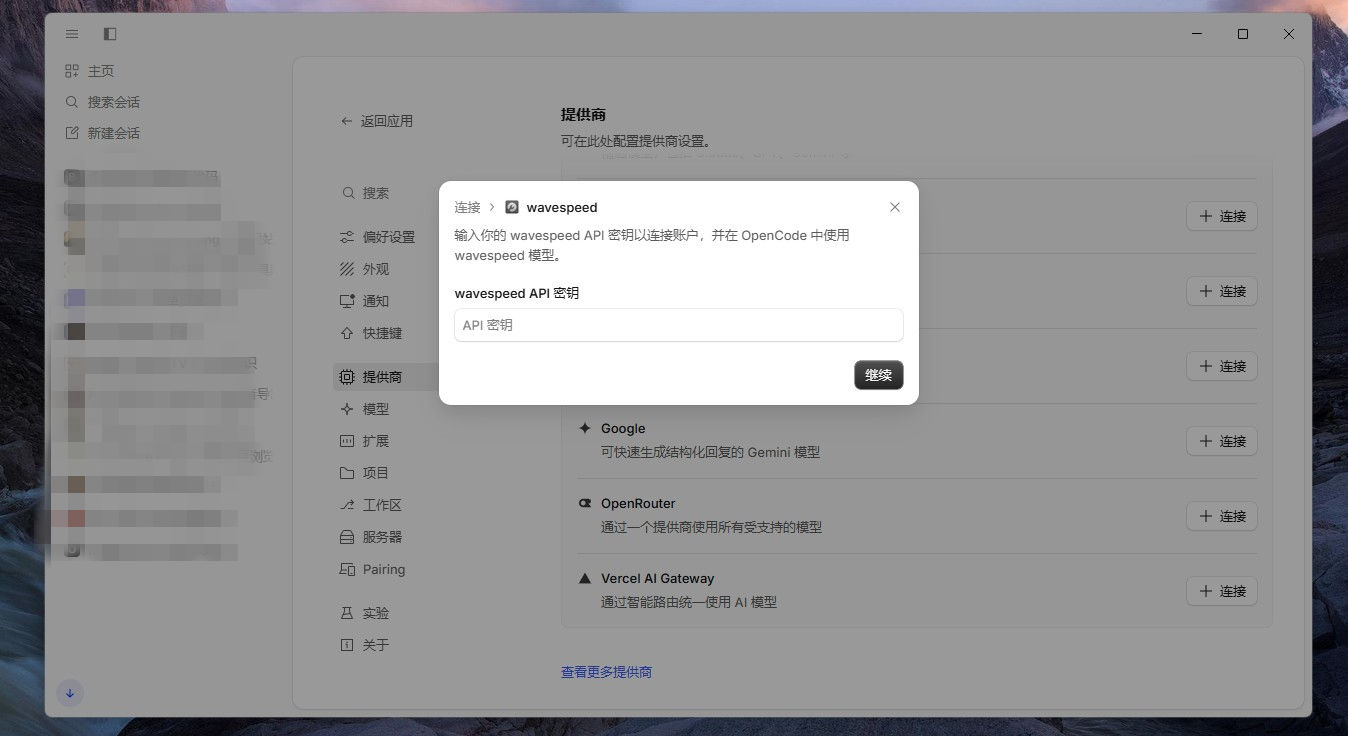 主页
搜索会话
新建会话
返回应用
搜索
偏好设置
外观
通知
快捷键
提供商
模型
扩展
项目
工作区
服务器
Pairing
实验
关于
提供商
可在此处配置提供商设置。
连接
连接
连接
连接 > wavespeed
输入你的 wavespeed API 密钥以连接账户，并在 OpenCode 中使用
wavespeed 模型。
wavespeed API 密钥
API 密钥
继续
Google
可快速生成结构化回复的 Gemini 模型
连接
OpenRouter
通过一个提供商使用所有受支持的模型
连接
Vercel AI Gateway
通过智能路由统一使用 AI 模型
连接
查看更多提供商